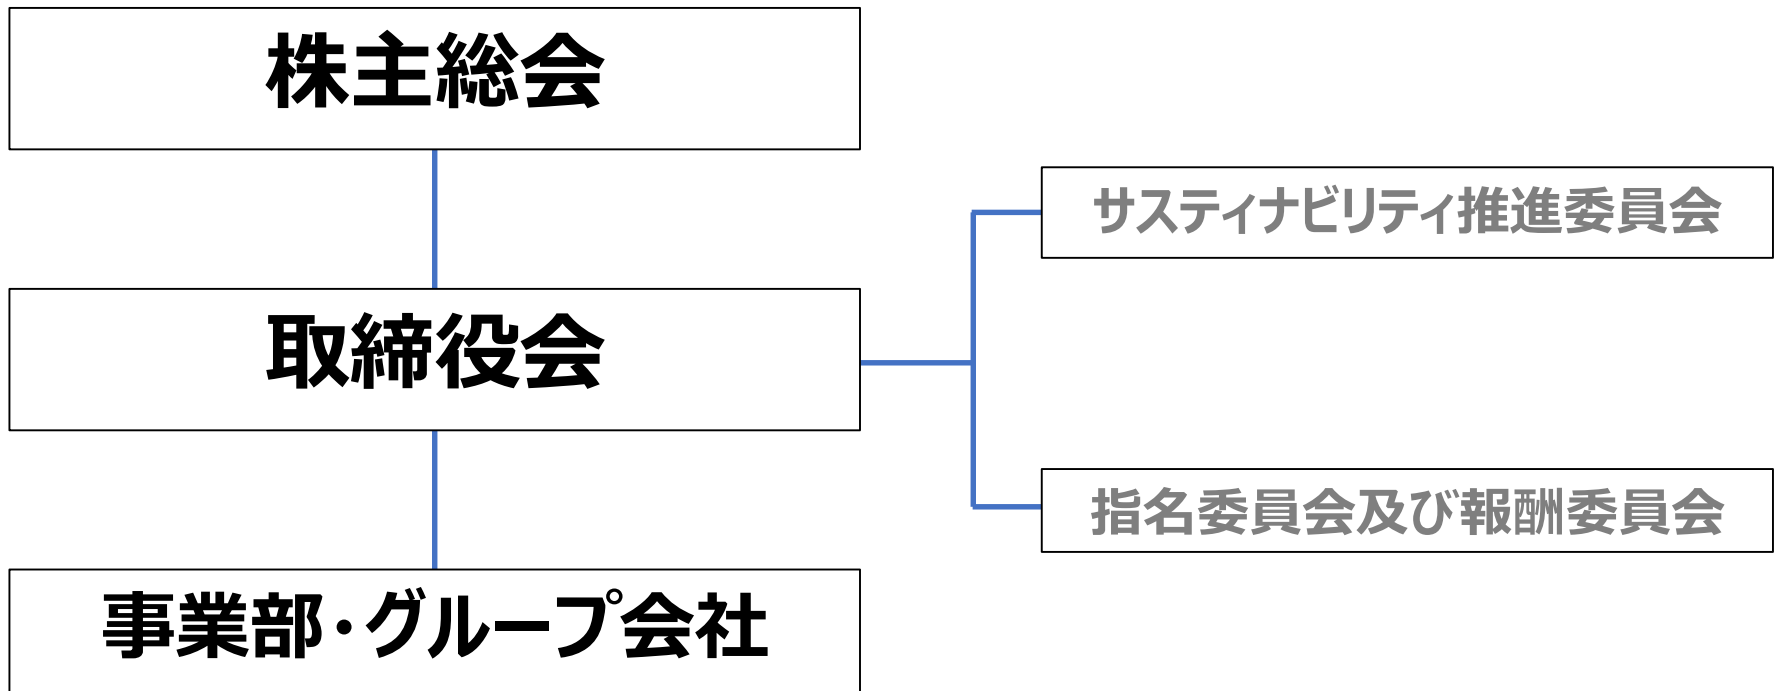 株主総会
サスティナビリティ推進委員会
取締役会
指名委員会及び報酬委員会
事業部・グループ会社